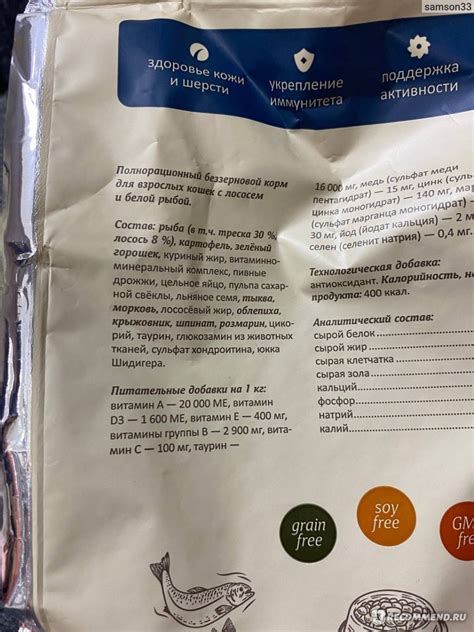 samson33
здоровье кожи
и шерсти
укрепление
иммунитета
поддержка
активности
Полнорационный беззерновой корм
для взрослых кошек с лососем
и белой рыбой.
Состав: рыба (в т.ч. треска 30 %,
лосось 8 %), картофель, зелёный
горошек, куриный жир, витаминно-
минеральный комплекс, пивные
дрожжи, цельное яйцо, пульпа сахар-
ной свёклы, льняное семя, тыква,
морковь, лососёвый жир, облепиха,
крыжовник, шпинат, розмарин, цико-
рий, таурин, глюкозамин из животных
тканей, сульфат хондроитина, юкка
Шидигера.
Питательные добавки на 1 кг:
витамин A — 20 000 МЕ, витамин
D3 — 1 600 МЕ, витамин E — 400 мг,
витамины группы B — 2 900 мг, вита-
мин C — 100 мг, таурин —
16 000 мг, медь (сульфат меди
пентагидрат) — 15 мг, цинк (сульфат
цинка моногидрат) — 140 мг,
(сульфат марганца моногидрат) —
30 мг, йод (йодат кальция) — 2
селен (селенит натрия) — 0,4 мг.
Технологическая добавка:
антиоксидант. Калорийность,
продукта: 400 ккал.
Аналитический состав:
сырой белок
сырой жир
сырая клетчатка
сырая зола
кальций
фосфор
натрий
калий
grain
free
soy
free
GM
free
RECOMMEND.RU